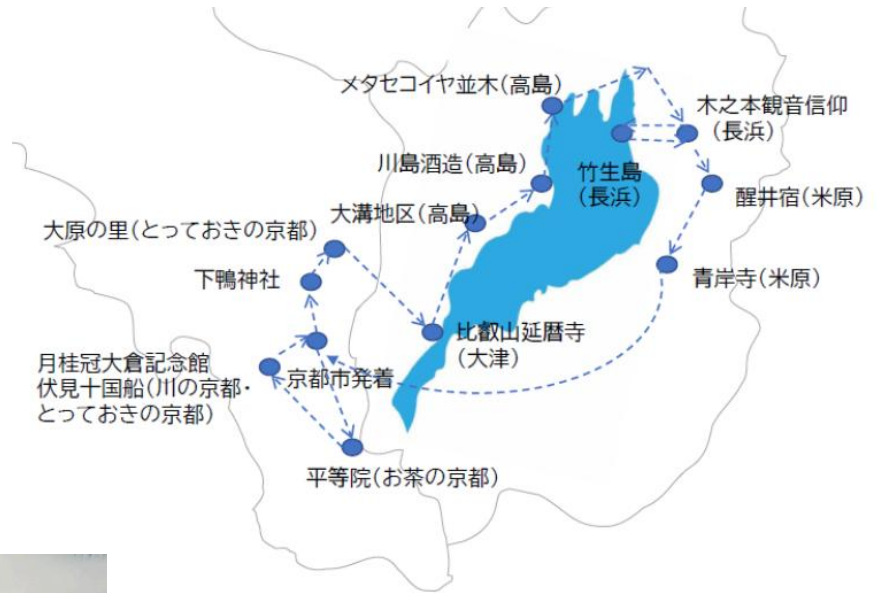 メタセコイヤ並木(高島)
木之本観音信仰
(長浜)
川島酒造(高島)
竹生島
(長浜)
醒井宿(米原)
大溝地区(高島)
大原の里(とっておきの京都)
下鴨神社
青岸寺(米原)
比叡山延暦寺
(大津)
月桂冠大倉記念館
伏見十国船(川の京都・
とっておきの京都)
京都市発着
平等院(お茶の京都)